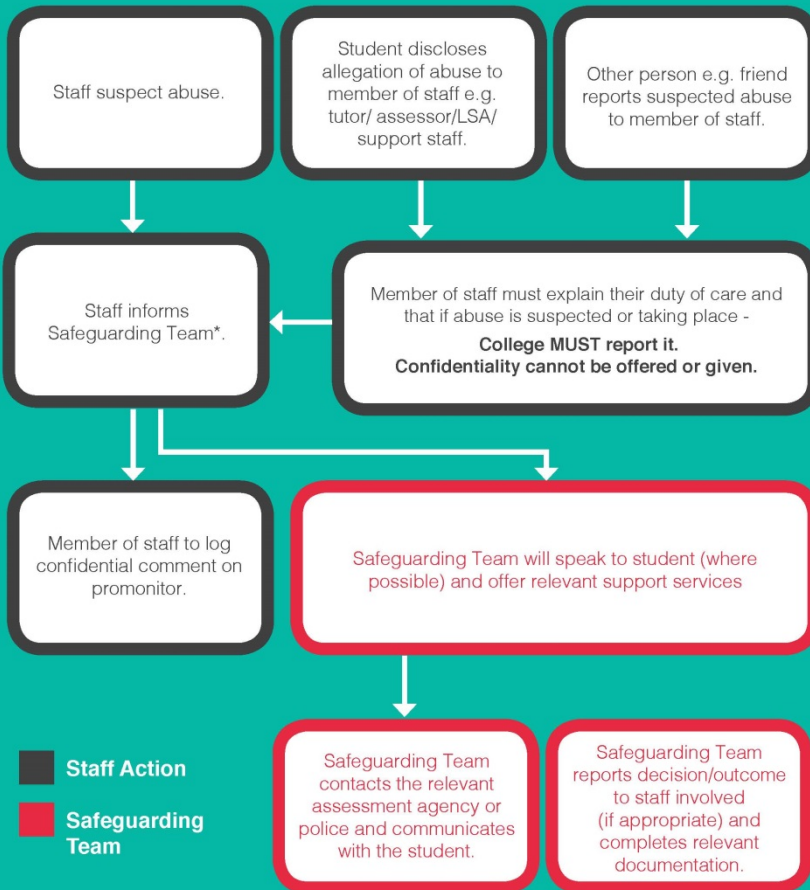 Staff suspect abuse.
Student discloses
allegation of abuse to
member of staff e.g.
tutor/ assessor/LSA/
support staff.
Other person e.g. friend
reports suspected abuse
to member of staff.
Staff informs
Safeguarding Team*.
Member of staff must explain their duty of care and
that if abuse is suspected or taking place -
College MUST report it.
Confidentiality cannot be offered or given.
Member of staff to log
confidential comment on
promonitor.
Safeguarding Team will speak to student (where
possible) and offer relevant support services
Staff Action
Safeguarding
Team
Safeguarding Team
contacts the relevant
assessment agency or
police and communicates
with the student.
Safeguarding Team
reports decision/outcome
to staff involved
(if appropriate) and
completes relevant
documentation.